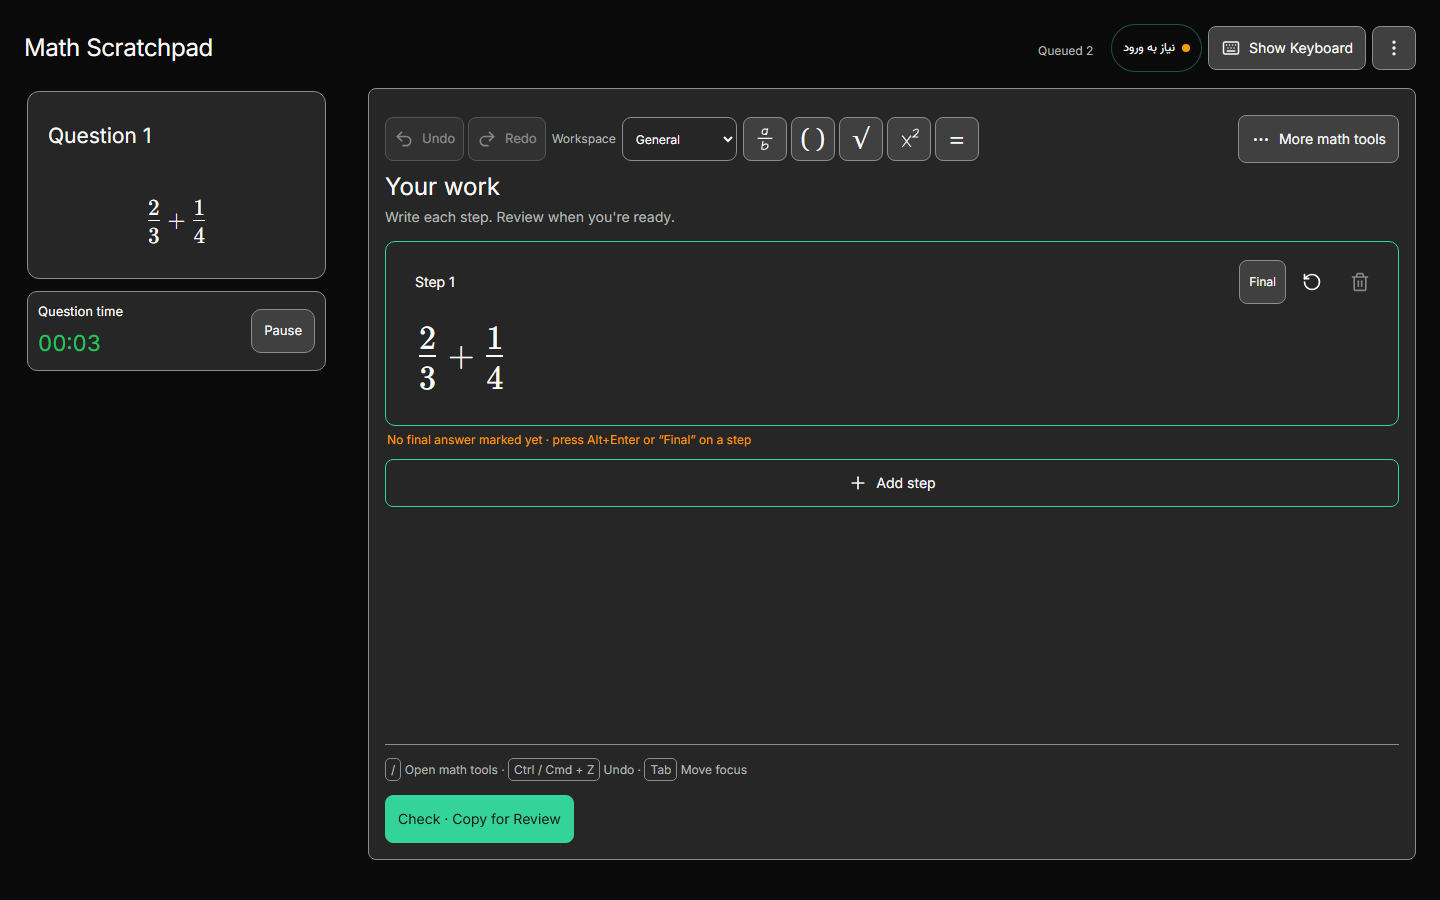 Math Scratchpad
Queued 2
نیاز به ورود
Show Keyboard
Question 1
2/3 + 1/4
Question time
00:03
Pause
Undo
Redo
Workspace
General
a/b
( )
√
x²
=
More math tools
Your work
Write each step. Review when you're ready.
Step 1
Final
2/3 + 1/4
No final answer marked yet · press Alt+Enter or “Final” on a step
Add step
/ Open math tools · Ctrl / Cmd + Z Undo · Tab Move focus
Check · Copy for Review